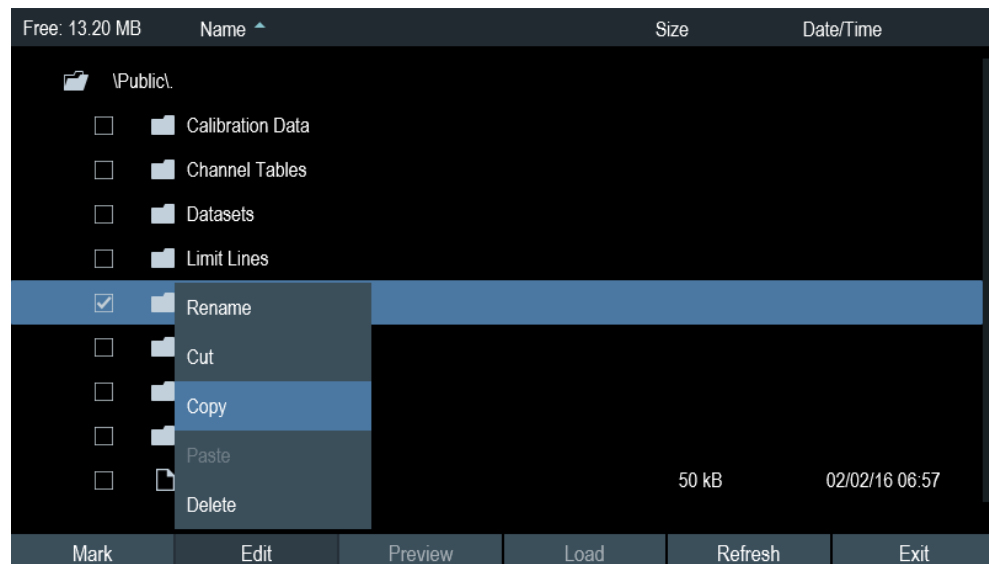 Free: 13.20 MB Name Size Date/Time
\Public\.
Calibration Data
Channel Tables
Datasets
Limit Lines
Rename
Cut
Copy
Paste
50 kB 02/02/16 06:57
Delete
Mark Edit Preview Load Refresh Exit